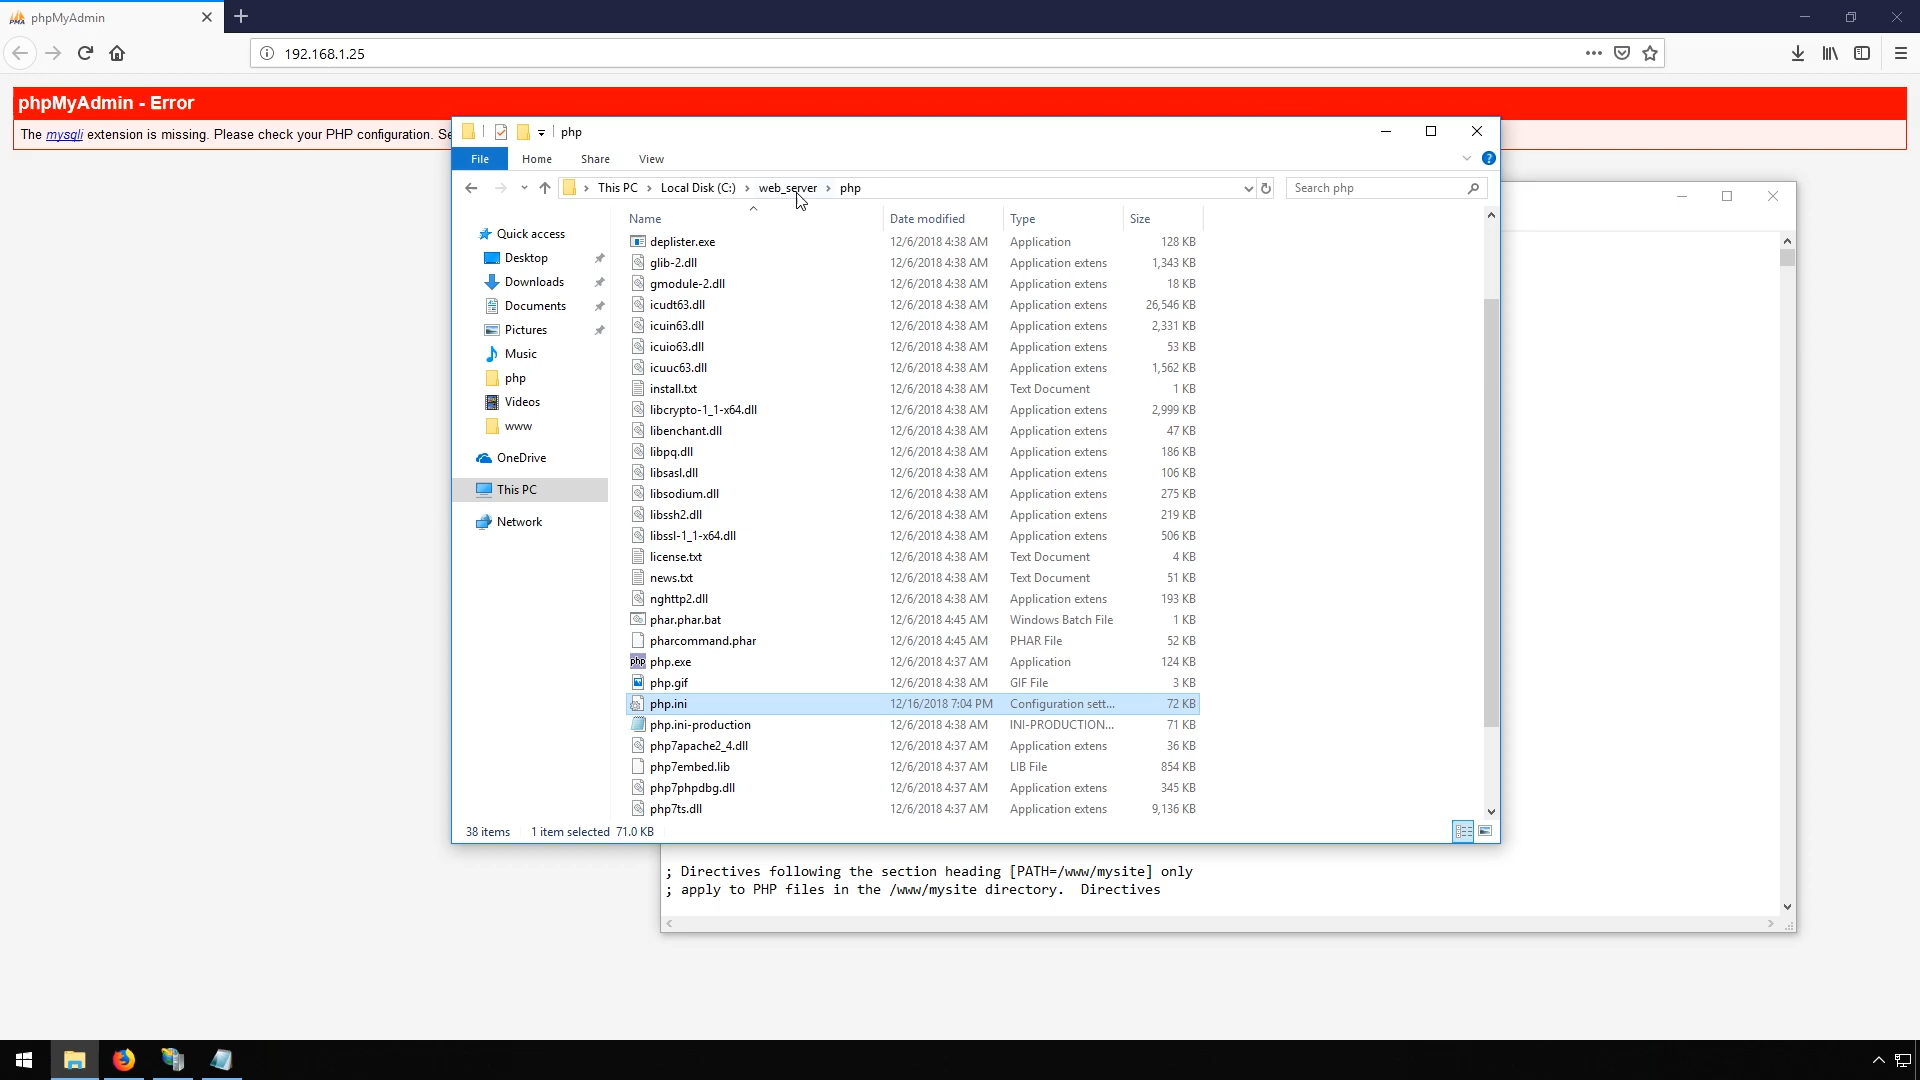 phpMyAdmin
192.168.1.25
phpMyAdmin - Error
The mysqli extension is missing. Please check your PHP configuration. Se
php
File Home Share View
This PC Local Disk (C:) web_server php
Search php
Name Date modified Type Size
Quick access
Desktop
Downloads
Documents
Pictures
Music
php
Videos
www
OneDrive
This PC
Network
deplister.exe 12/6/2018 4:38 AM Application 128 KB
glib-2.dll 12/6/2018 4:38 AM Application extens 1,343 KB
gmodule-2.dll 12/6/2018 4:38 AM Application extens 18 KB
icudt63.dll 12/6/2018 4:38 AM Application extens 26,546 KB
icuin63.dll 12/6/2018 4:38 AM Application extens 2,331 KB
icuio63.dll 12/6/2018 4:38 AM Application extens 53 KB
icuuc63.dll 12/6/2018 4:38 AM Application extens 1,562 KB
install.txt 12/6/2018 4:38 AM Text Document 1 KB
libcrypto-1_1-x64.dll 12/6/2018 4:38 AM Application extens 2,999 KB
libenchant.dll 12/6/2018 4:38 AM Application extens 47 KB
libpq.dll 12/6/2018 4:38 AM Application extens 186 KB
libsasl.dll 12/6/2018 4:38 AM Application extens 106 KB
libsodium.dll 12/6/2018 4:38 AM Application extens 275 KB
libssh2.dll 12/6/2018 4:38 AM Application extens 219 KB
libssl-1_1-x64.dll 12/6/2018 4:38 AM Application extens 506 KB
license.txt 12/6/2018 4:38 AM Text Document 4 KB
news.txt 12/6/2018 4:38 AM Text Document 51 KB
nghttp2.dll 12/6/2018 4:38 AM Application extens 193 KB
phar.phar.bat 12/6/2018 4:45 AM Windows Batch File 1 KB
pharcommand.phar 12/6/2018 4:45 AM PHAR File 52 KB
php.exe 12/6/2018 4:37 AM Application 124 KB
php.gif 12/6/2018 4:38 AM GIF File 3 KB
php.ini 12/16/2018 7:04 PM Configuration sett... 72 KB
php.ini-production 12/6/2018 4:38 AM INI-PRODUCTION... 71 KB
php7apache2_4.dll 12/6/2018 4:37 AM Application extens 36 KB
php7embed.lib 12/6/2018 4:37 AM LIB File 854 KB
php7phpdbg.dll 12/6/2018 4:37 AM Application extens 345 KB
php7ts.dll 12/6/2018 4:37 AM Application extens 9,136 KB
38 items 1 item selected 71.0 KB
; Directives following the section heading [PATH=/www/mysite] only
; apply to PHP files in the /www/mysite directory.  Directives